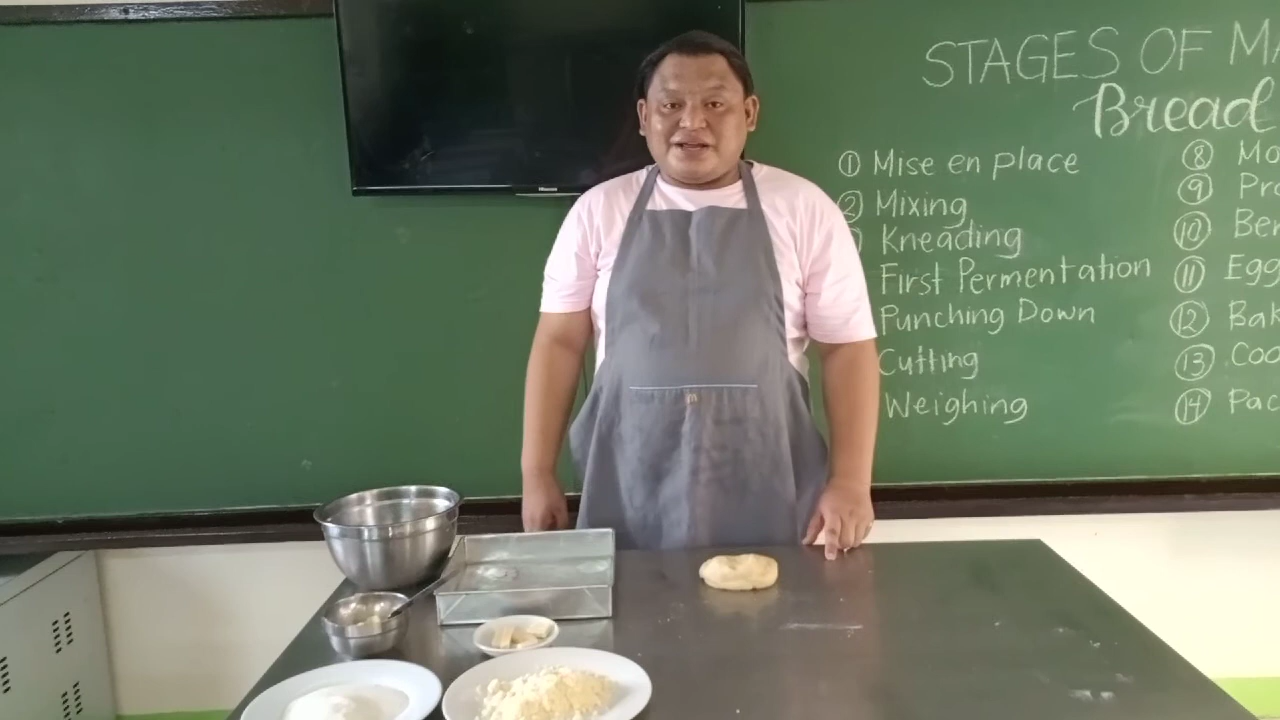 STAGES OF MA
Bread
① Mise en place
② Mixing
Kneading
First Permentation
Punching Down
Cutting
Weighing
⑧ Mo
⑨ Pro
⑩ Ben
⑪ Egg
⑫ Bak
⑬ Coo
⑭ Pac
Hisense